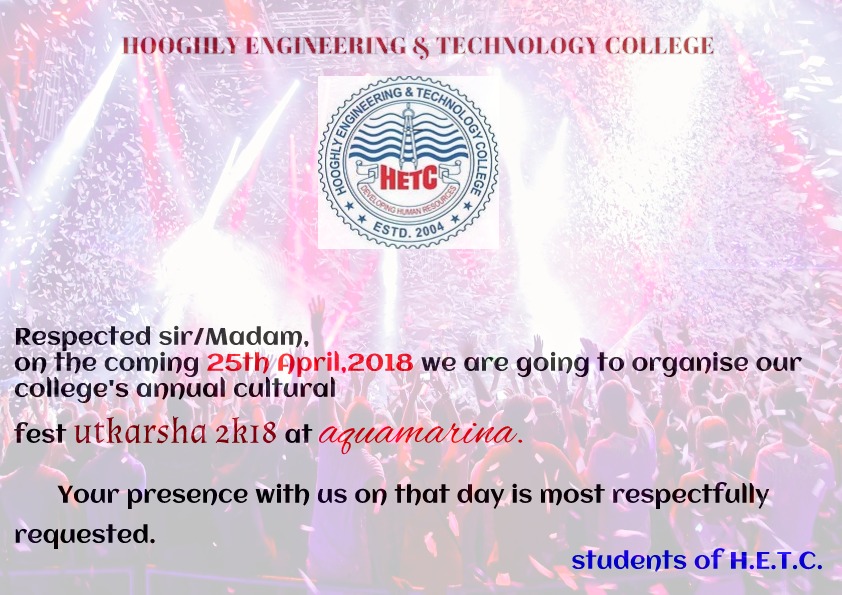 HOOGHLY ENGINEERING & TECHNOLOGY COLLEGE
HOOGHLY ENGINEERING & TECHNOLOGY COLLEGE
HETC
DEVELOPING HUMAN RESOURCES
ESTD. 2004
Respected sir/Madam,
on the coming 25th April,2018 we are going to organise our
college's annual cultural
fest utkarsha 2k18 at aquamarina.
Your presence with us on that day is most respectfully
requested.
students of H.E.T.C.